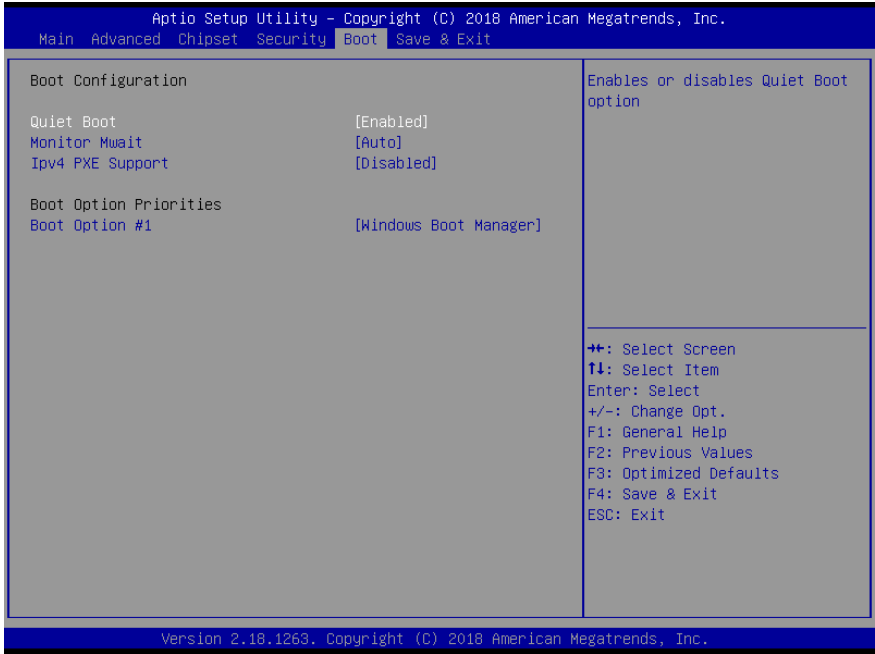 Aptio Setup Utility – Copyright (C) 2018 American Megatrends, Inc.
Main Advanced Chipset Security Boot Save & Exit
Boot Configuration
Quiet Boot [Enabled]
Monitor Mwait [Auto]
Ipv4 PXE Support [Disabled]
Boot Option Priorities
Boot Option #1 [Windows Boot Manager]
Enables or disables Quiet Boot
option
→←: Select Screen
↑↓: Select Item
Enter: Select
+/-: Change Opt.
F1: General Help
F2: Previous Values
F3: Optimized Defaults
F4: Save & Exit
ESC: Exit
Version 2.18.1263. Copyright (C) 2018 American Megatrends, Inc.